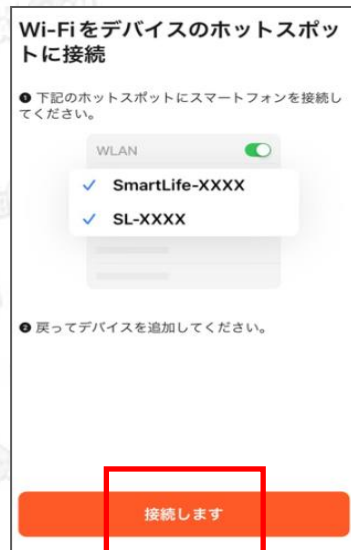 Wi-Fiをデバイスのホットスポッ
トに接続
❶ 下記のホットスポットにスマートフォンを接続し
てください。
WLAN
✓ SmartLife-XXXX
✓ SL-XXXX
❷ 戻ってデバイスを追加してください。
接続します